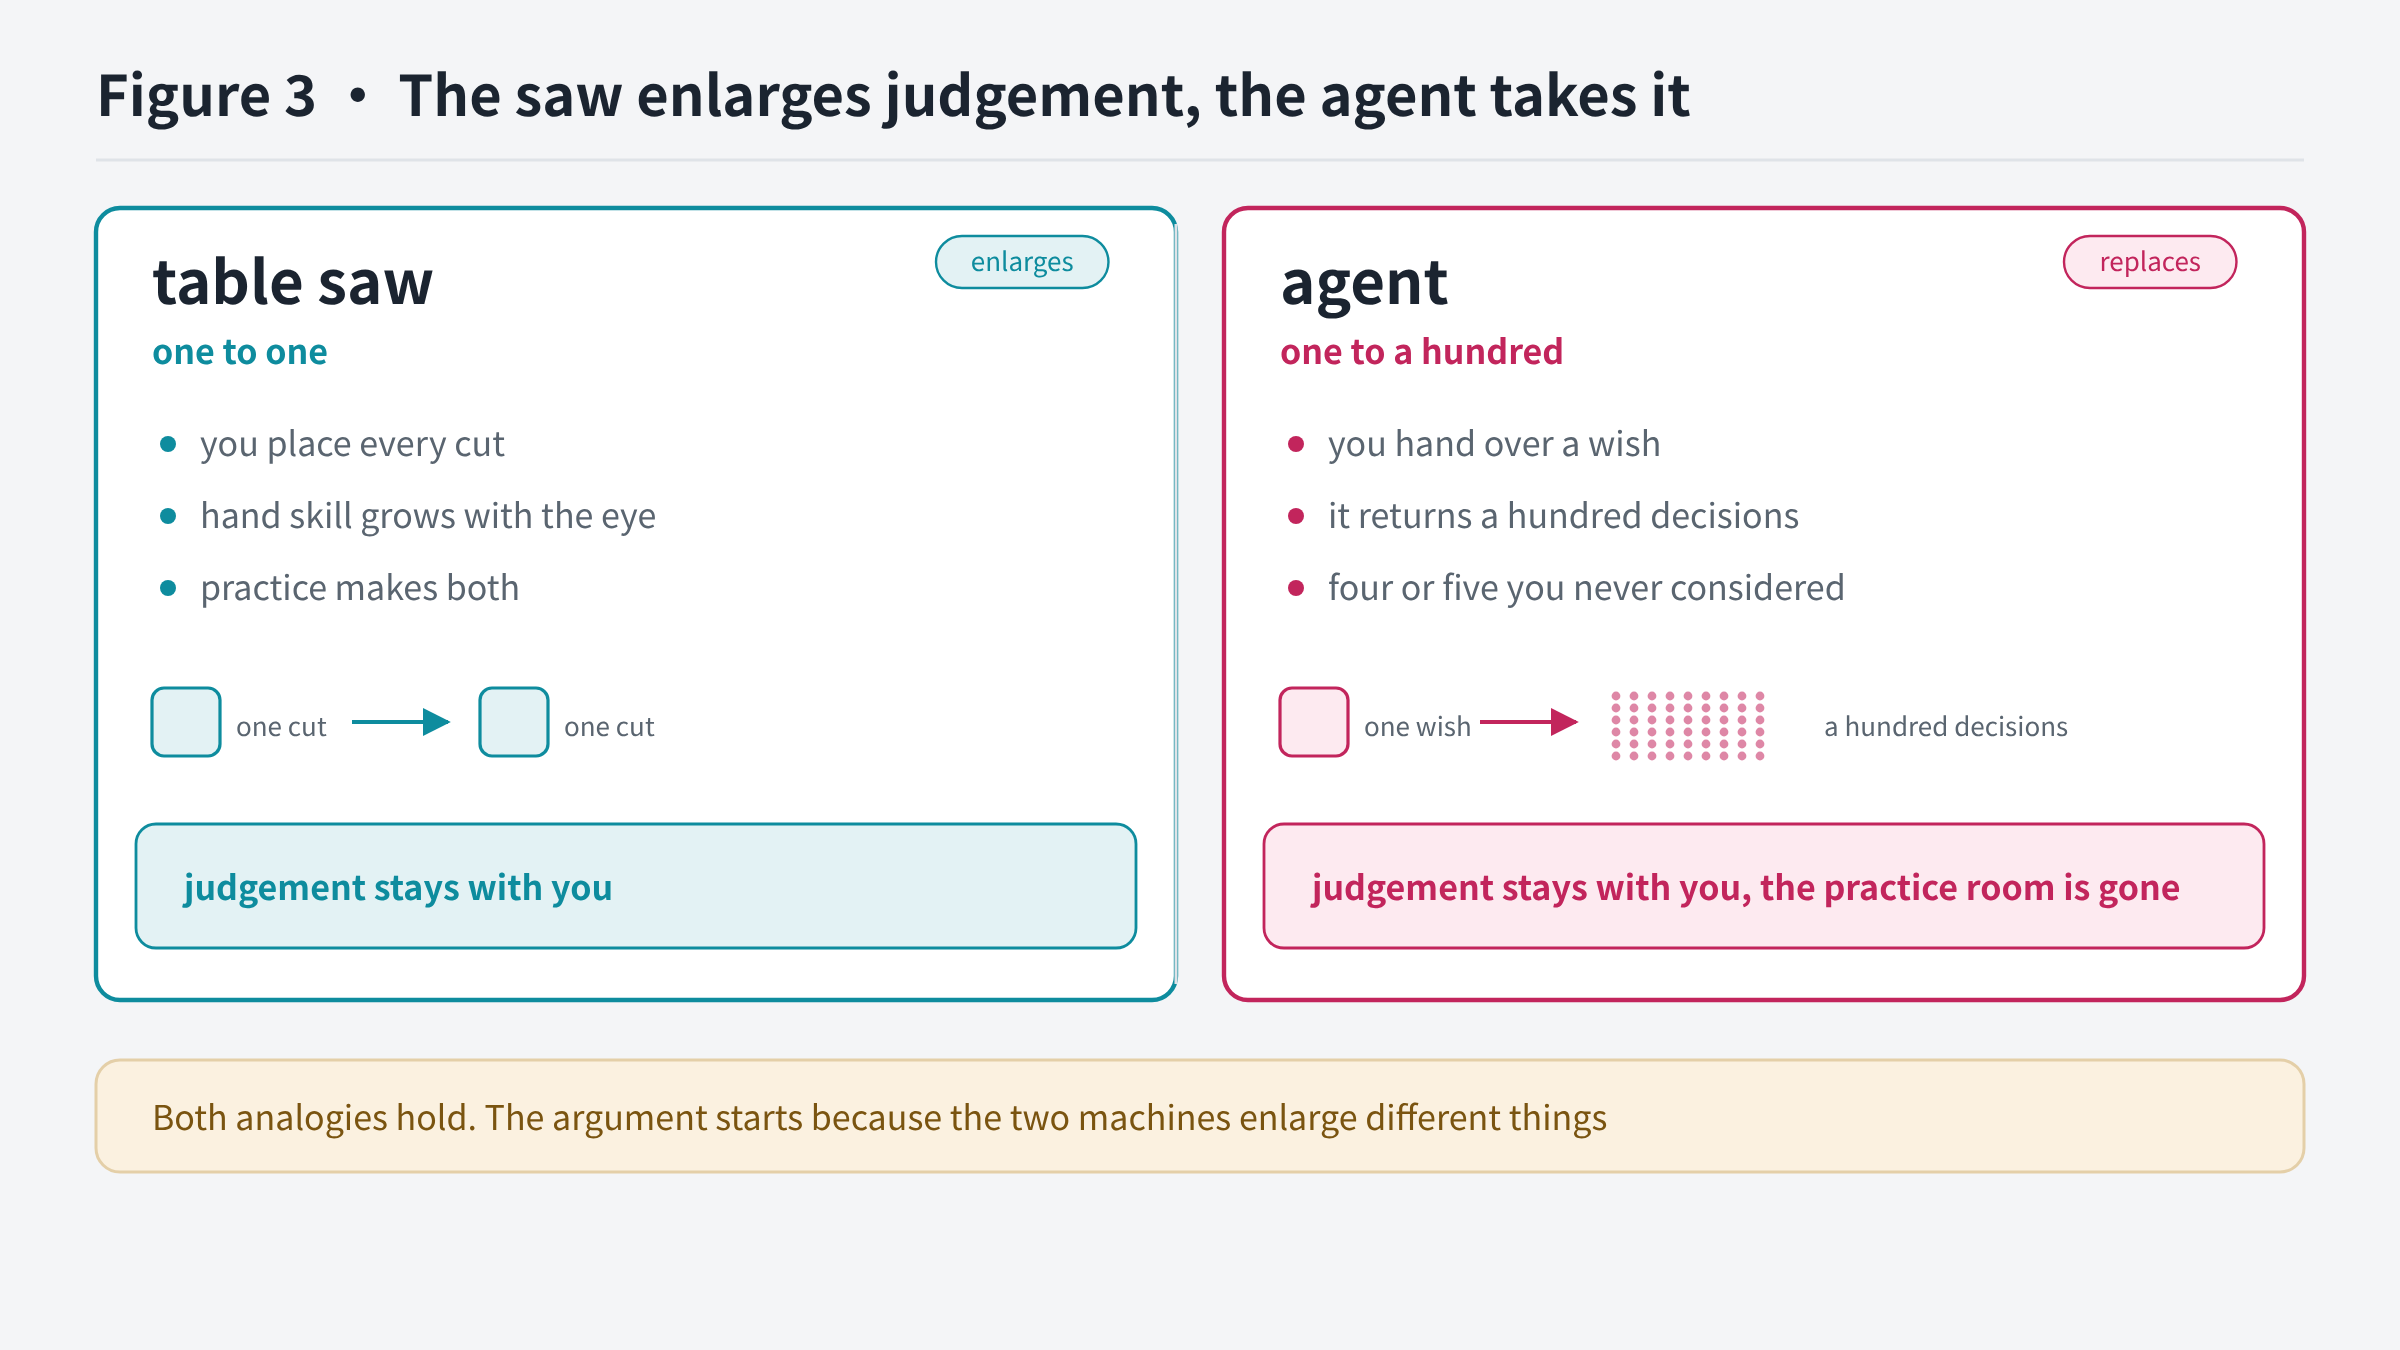 Figure 3 • The saw enlarges judgement, the agent takes it
table saw
enlarges
one to one
• you place every cut
• hand skill grows with the eye
• practice makes both
one cut
one cut
judgement stays with you
agent
replaces
one to a hundred
• you hand over a wish
• it returns a hundred decisions
• four or five you never considered
one wish
a hundred decisions
judgement stays with you, the practice room is gone
Both analogies hold. The argument starts because the two machines enlarge different things